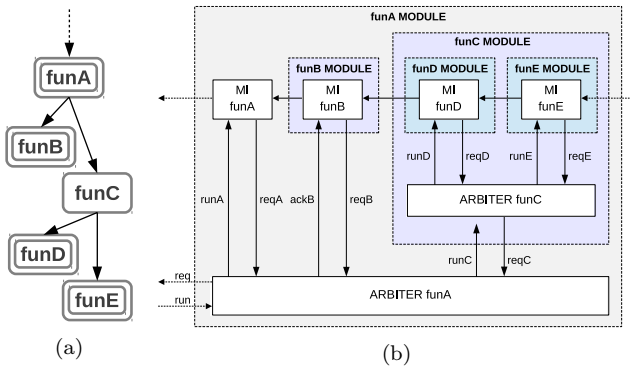 funA
funB
funC
funD
funE
(a)
funA MODULE
funC MODULE
funB MODULE
funD MODULE
funE MODULE
MI
funA
MI
funB
MI
funD
MI
funE
runD
reqD
runE
reqE
runA
reqA
ackB
reqB
ARBITER funC
runC
reqC
req
run
ARBITER funA
(b)